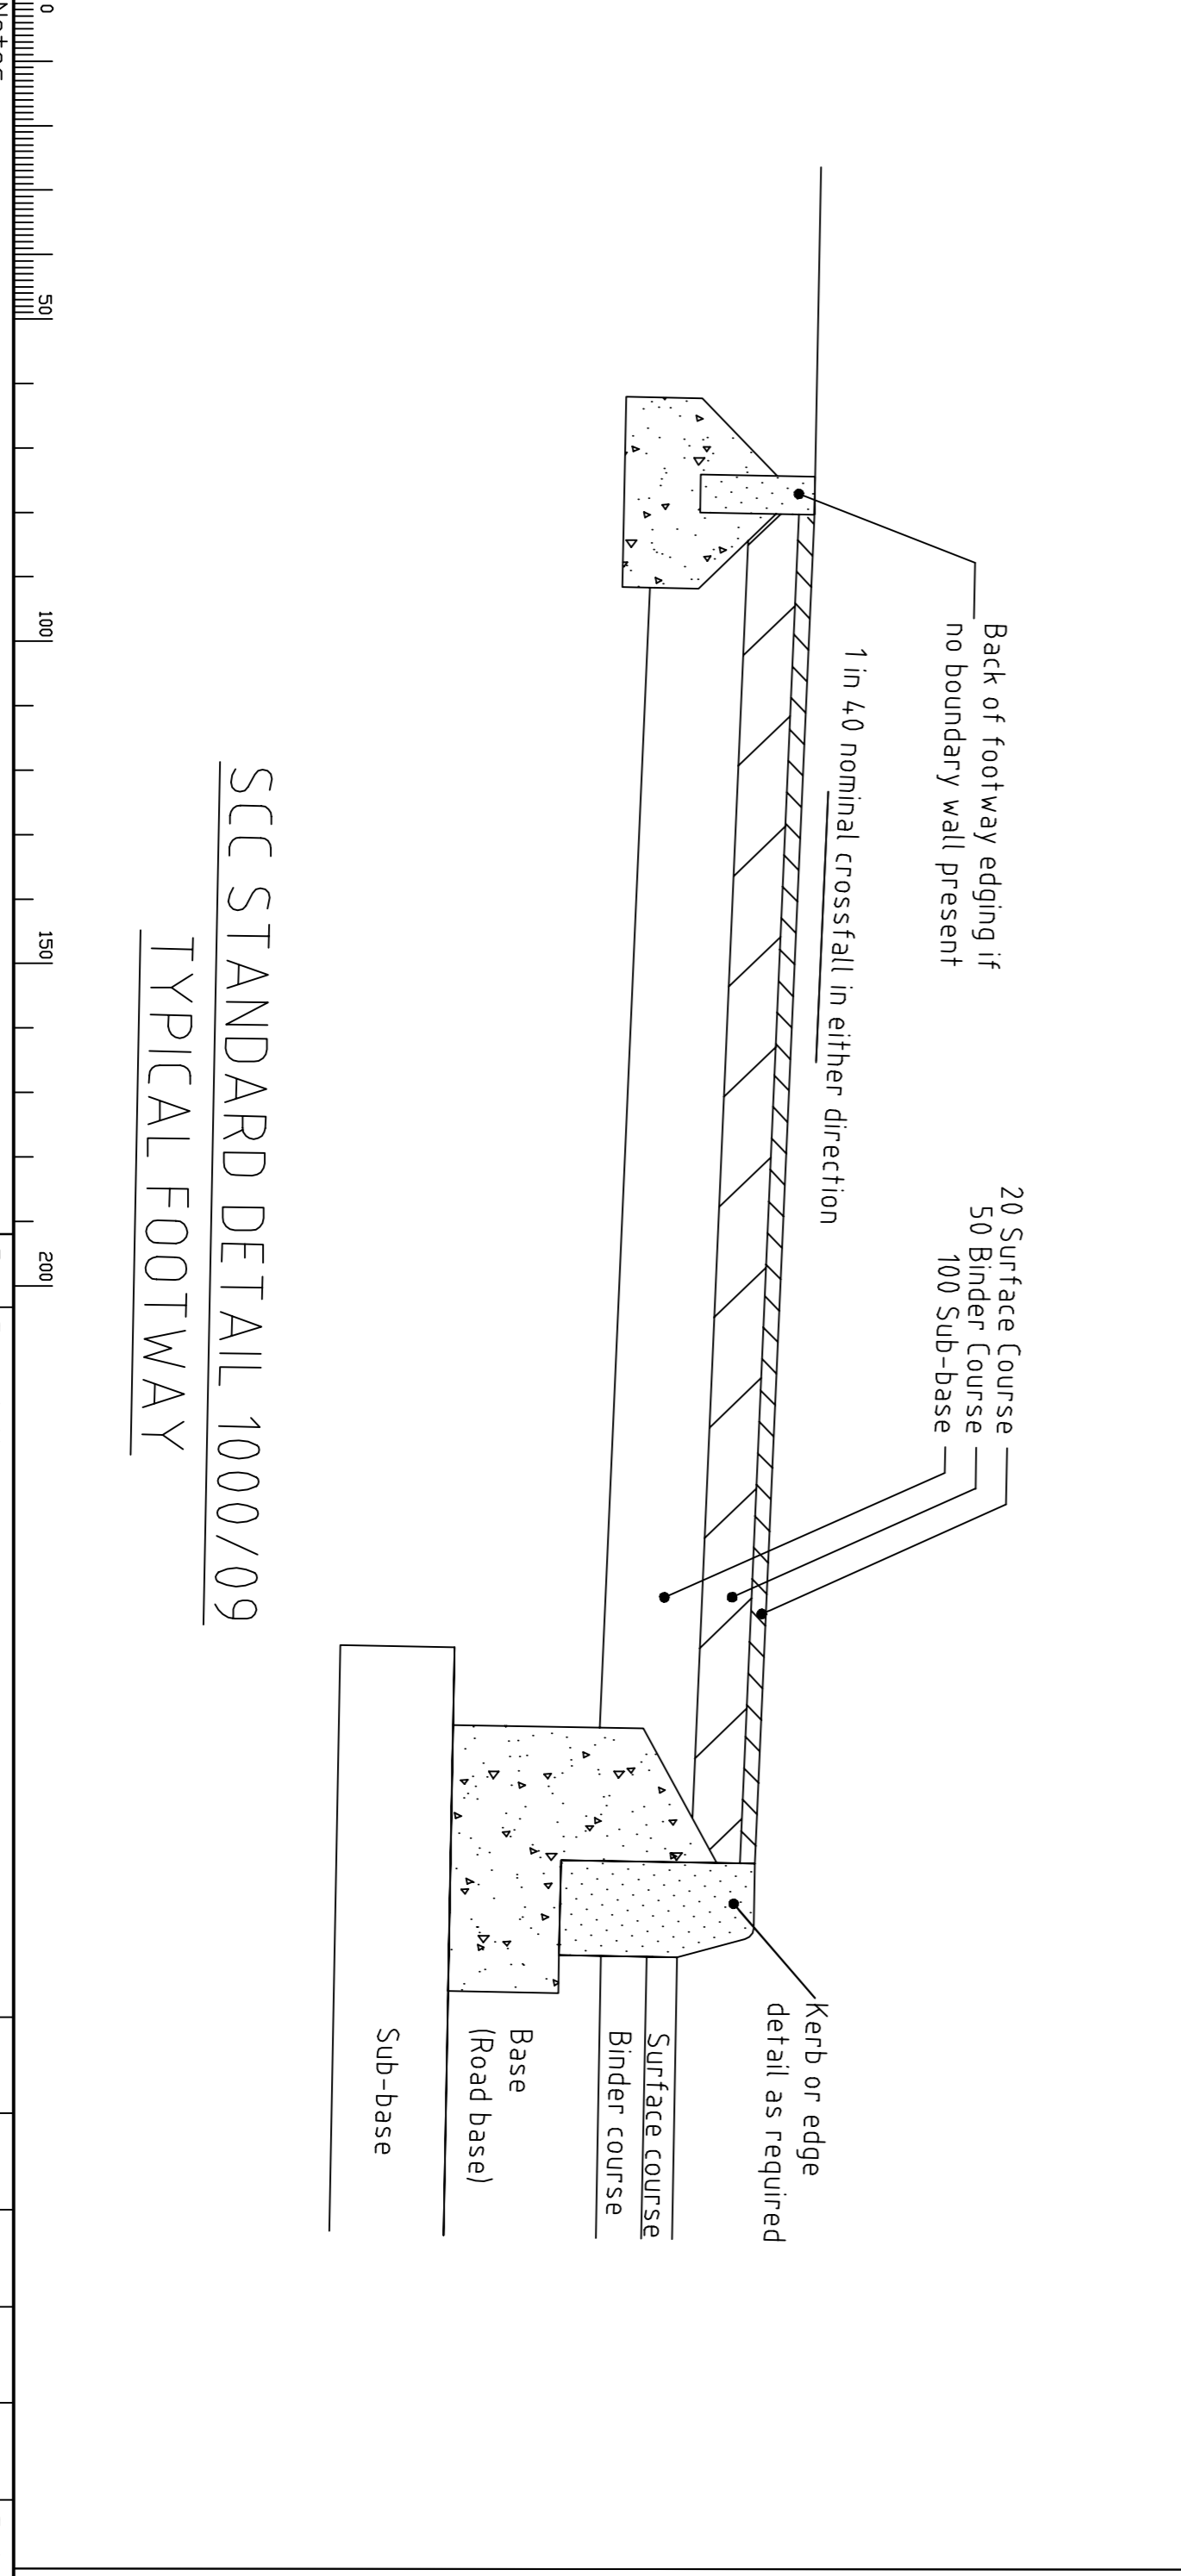 Back of footway edging if
no boundary wall present
1 in 40 nominal crossfall in either direction
20 Surface Course
50 Binder Course
100 Sub-base
Kerb or edge
detail as required
Surface course
Binder course
Base
(Road base)
Sub-base
SCC STANDARD DETAIL 1000/09
TYPICAL FOOTWAY
0 50 100 150 200